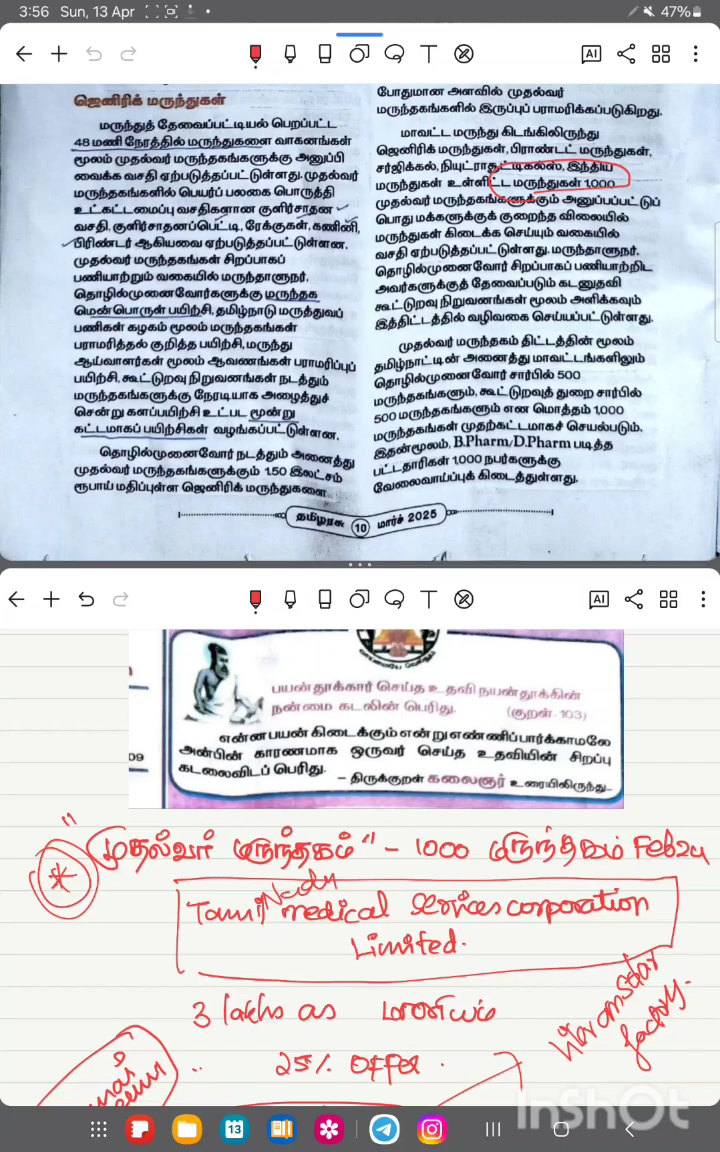 3:56 Sun, 13 Apr
47%
AI
ஜெனிரிக் மருந்துகள்
மருந்துத் தேவைப்பட்டியல் பெறப்பட்ட
48 மணி நேரத்தில் மருந்துகளை வாகனங்கள்
மூலம் முதல்வர் மருந்தகங்களுக்கு அனுப்பி
வைக்க வசதி ஏற்படுத்தப்பட்டுள்ளது. முதல்வர்
மருந்தகங்களில் பெயர்ப் பலகை பொருத்தி
உட்கட்டமைப்பு வசதிகளான குளிர்சாதன
வசதி, குளிர்சாதனப்பெட்டி, ரேக்குகள், கணினி,
பிரிண்டர் ஆகியவை ஏற்படுத்தப்பட்டுள்ளன.
முதல்வர் மருந்தகங்கள் சிறப்பாகப்
பணியாற்றும் வகையில் மருந்தாளுநர்,
தொழில்முனைவோர்களுக்கு மருந்தக
மென்பொருள் பயிற்சி, தமிழ்நாடு மருத்துவப்
பணிகள் கழகம் மூலம் மருந்தகங்கள்
பராமரித்தல் குறித்த பயிற்சி, மருந்து
ஆய்வாளர்கள் மூலம் ஆவணங்கள் பராமரிப்புப்
பயிற்சி, கூட்டுறவு நிறுவனங்கள் நடத்தும்
மருந்தகங்களுக்கு நேரடியாக அழைத்துச்
சென்று களப்பயிற்சி உட்பட மூன்று
கட்டமாகப் பயிற்சிகள் வழங்கப்பட்டுள்ளன.
தொழில்முனைவோர் நடத்தும் அனைத்து
முதல்வர் மருந்தகங்களுக்கும் 1.50 இலட்சம்
ரூபாய் மதிப்புள்ள ஜெனிரிக் மருந்துகளை
போதுமான அளவில் முதல்வர்
மருந்தகங்களில் இருப்புப் பராமரிக்கப்படுகிறது.
மாவட்ட மருந்து கிடங்கிலிருந்து
ஜெனிரிக் மருந்துகள், பிராண்டட் மருந்துகள்,
சர்ஜிக்கல், நியுட்ராசுட்டிகல்ஸ், இந்திய
மருந்துகள் உள்ளிட்ட மருந்துகள் 1,000
முதல்வர் மருந்தகங்களுக்கும் அனுப்பப்பட்டுப்
பொது மக்களுக்குக் குறைந்த விலையில்
மருந்துகள் கிடைக்க செய்யும் வகையில்
வசதி ஏற்படுத்தப்பட்டுள்ளது. மருந்தாளுநர்,
தொழில்முனைவோர் சிறப்பாகப் பணியாற்றிட
அவர்களுக்குத் தேவைப்படும் கடனுதவி
கூட்டுறவு நிறுவனங்கள் மூலம் அளிக்கவும்
இத்திட்டத்தில் வழிவகை செய்யப்பட்டுள்ளது.
முதல்வர் மருந்தகம் திட்டத்தின் மூலம்
தமிழ்நாட்டின் அனைத்து மாவட்டங்களிலும்
தொழில்முனைவோர் சார்பில் 500
மருந்தகங்களும், கூட்டுறவுத் துறை சார்பில்
500 மருந்தகங்களும் என மொத்தம் 1,000
மருந்தகங்கள் முதற்கட்டமாகச் செயல்படும்.
இதன்மூலம், B.Pharm/D.Pharm படித்த
பட்டதாரிகள் 1,000 நபர்களுக்கு
வேலைவாய்ப்புக் கிடைத்துள்ளது.
தமிழரசு 10 மார்ச் 2025
AI
09
பயன்தூக்கார் செய்த உதவி நயன்தூக்கின்
நன்மை கடலின் பெரிது. (குறள்-103)
என்ன பயன் கிடைக்கும் என்று எண்ணிப்பார்க்காமலே
அன்பின் காரணமாக ஒருவர் செய்த உதவியின் சிறப்பு
கடலைவிடப் பெரிது.
– திருக்குறள் கலைஞர் உரையிலிருந்து...
"முதல்வர் மருந்தகம்" - 1000 Feb 24
Tamil Nadu medical Services corporation
Limited.
3 lakhs as மானியம்
25% offer
factory.
InShOt
13